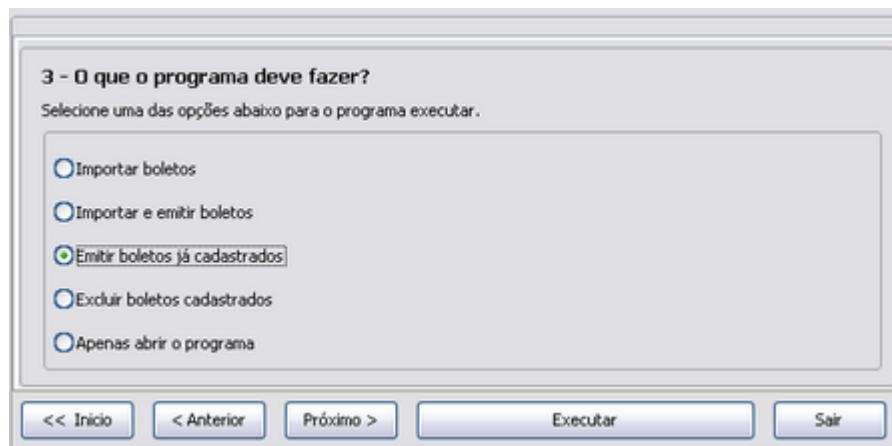 3 - O que o programa deve fazer?
Selecione uma das opções abaixo para o programa executar.
Importar boletos
Importar e emitir boletos
Emitir boletos já cadastrados
Excluir boletos cadastrados
Apenas abrir o programa
<< Inicio
< Anterior
Próximo >
Executar
Sair